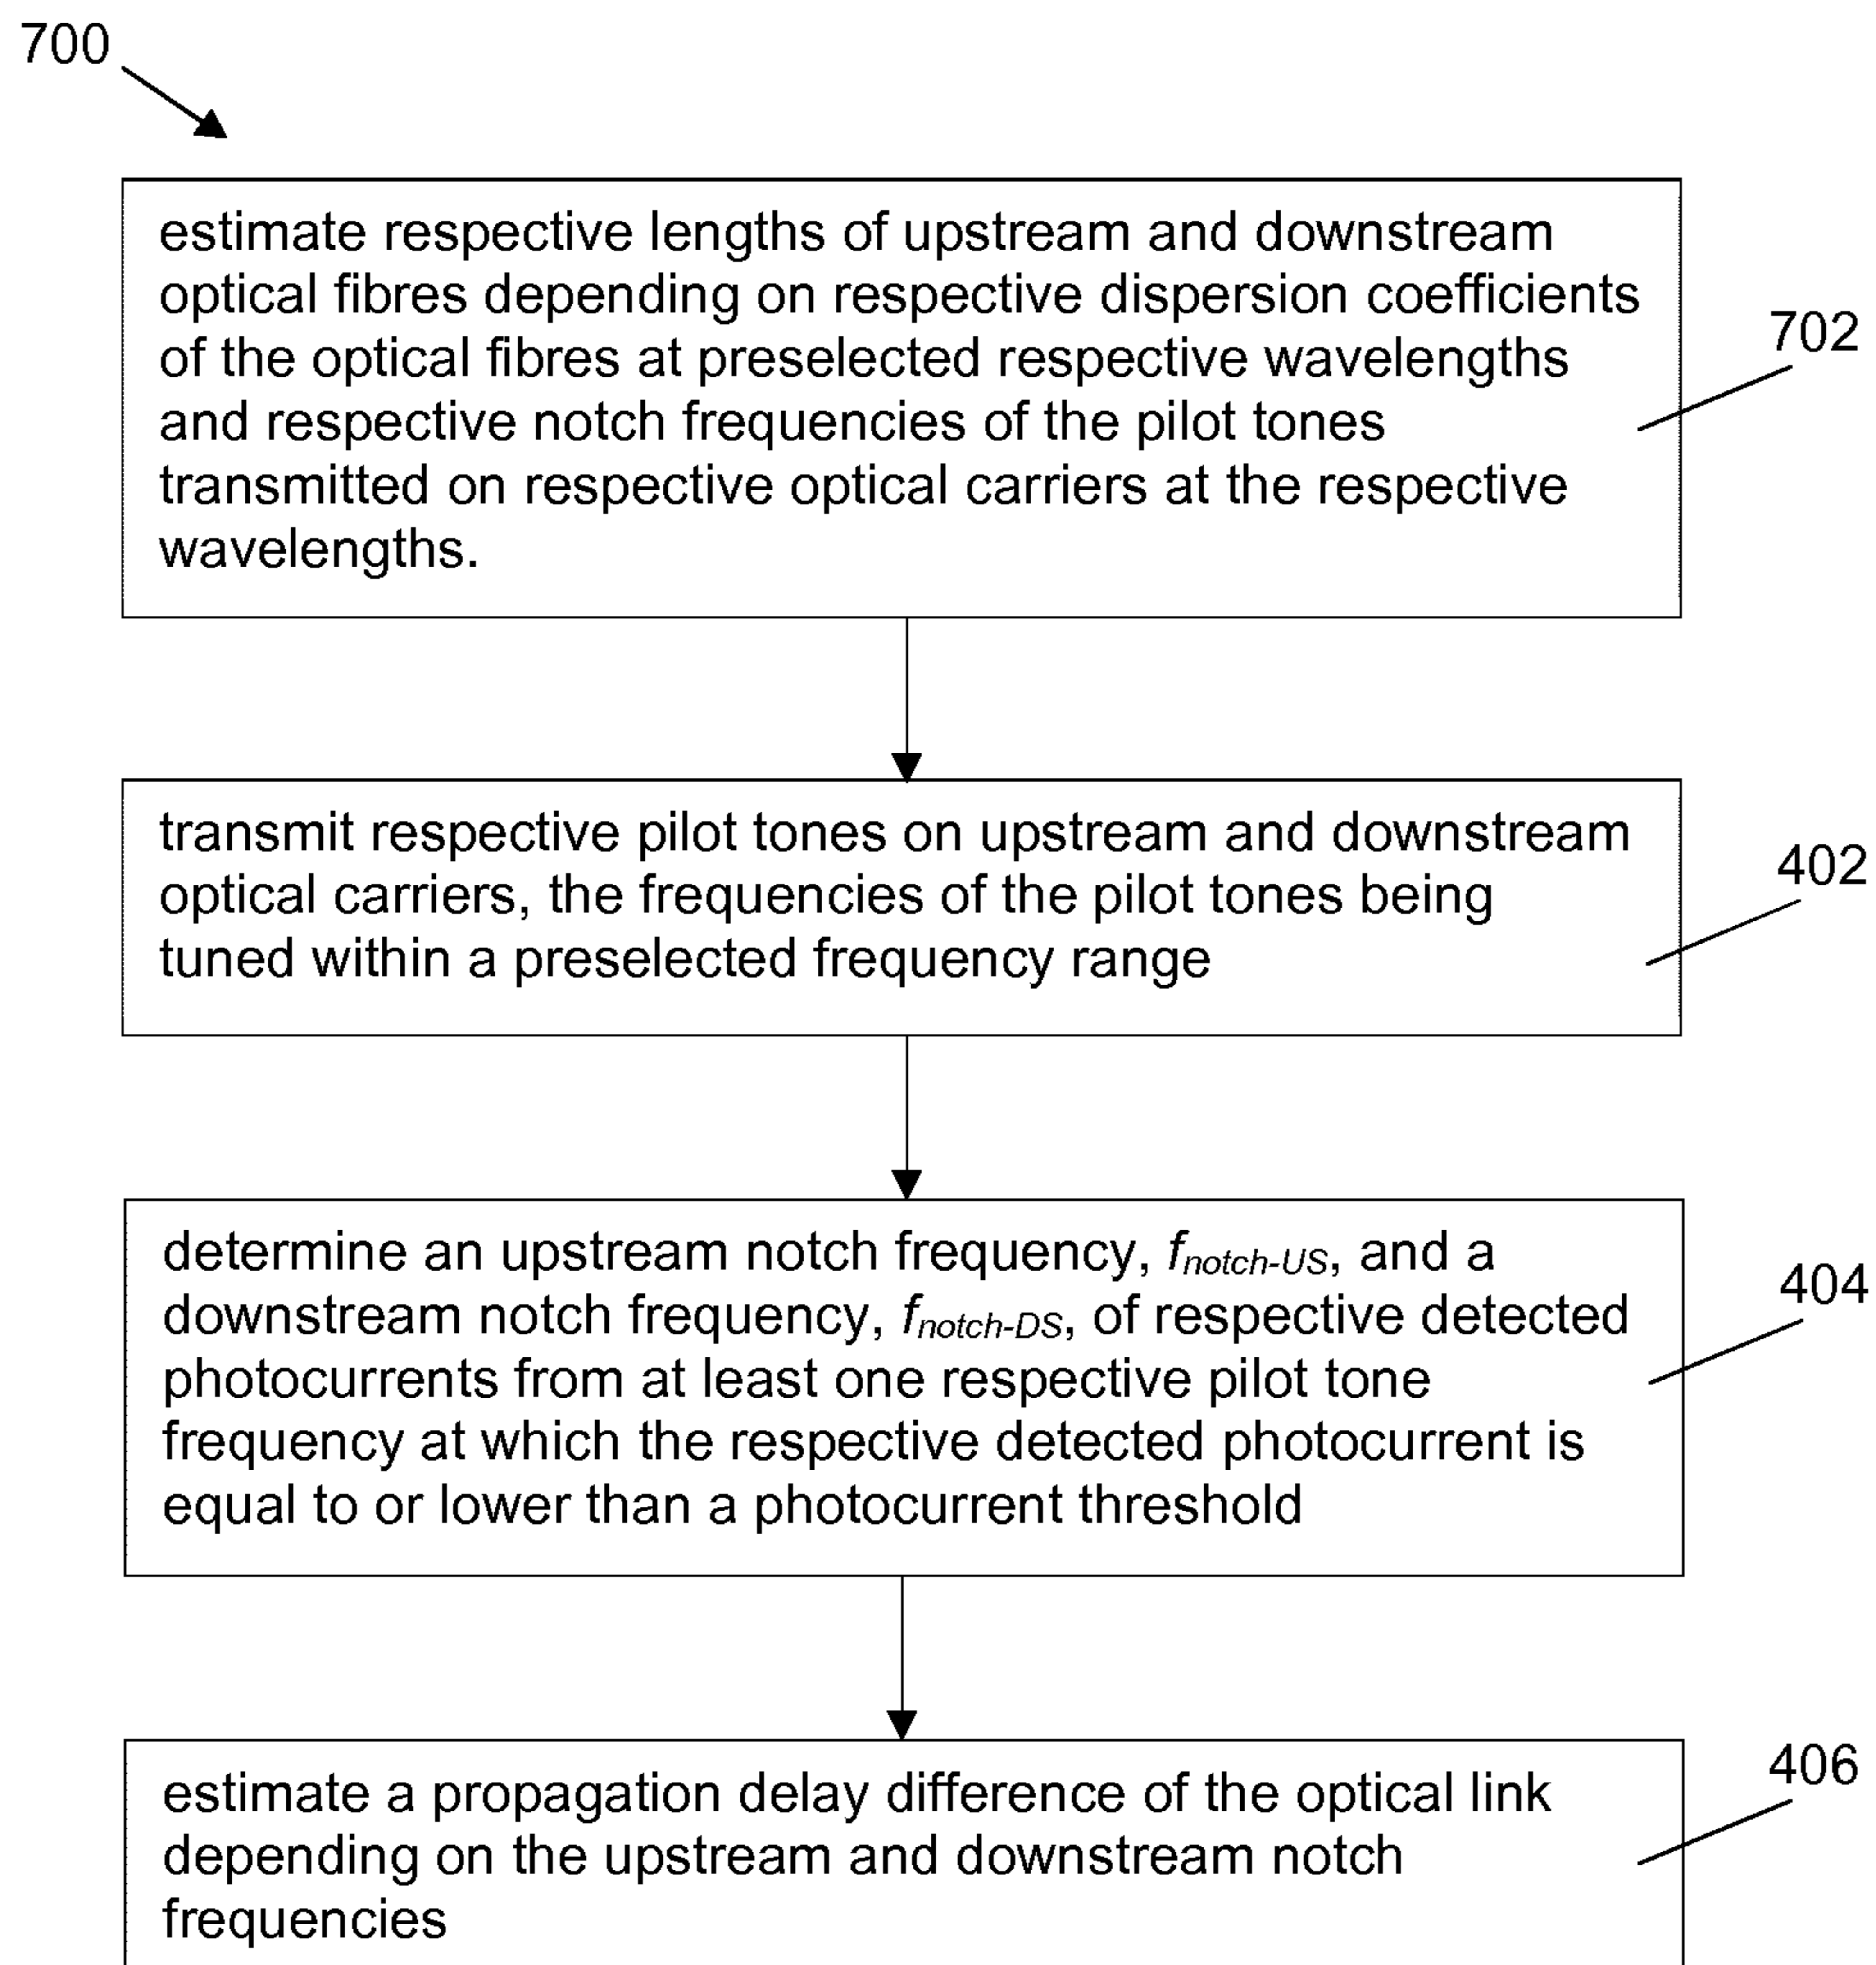 700
estimate respective lengths of upstream and downstream
optical fibres depending on respective dispersion coefficients
of the optical fibres at preselected respective wavelengths
and respective notch frequencies of the pilot tones
transmitted on respective optical carriers at the respective
wavelengths.
702
transmit respective pilot tones on upstream and downstream
optical carriers, the frequencies of the pilot tones being
tuned within a preselected frequency range
402
determine an upstream notch frequency, fnotch-US, and a
downstream notch frequency, fnotch-DS, of respective detected
photocurrents from at least one respective pilot tone
frequency at which the respective detected photocurrent is
equal to or lower than a photocurrent threshold
404
estimate a propagation delay difference of the optical link
depending on the upstream and downstream notch
frequencies
406